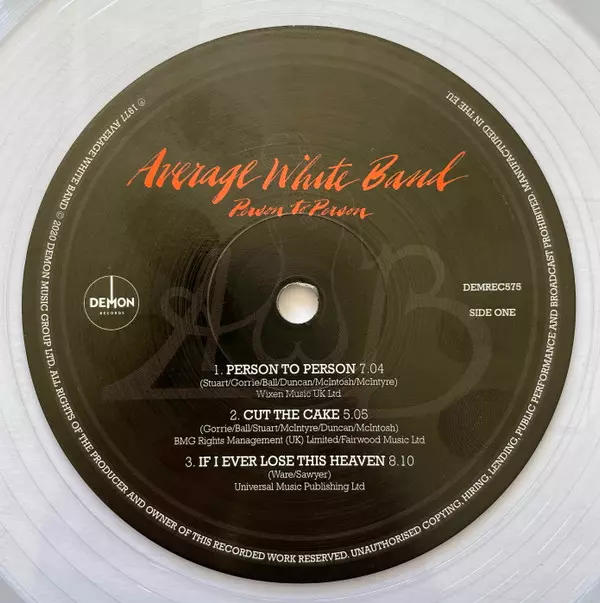 Average White Band
Person to Person
DEMON
RECORDS
DEMREC575
SIDE ONE
1. PERSON TO PERSON 7.04
(Stuart/Gorrie/Ball/Duncan/McIntosh/McIntyre)
Wixen Music UK Ltd
2. CUT THE CAKE 5.05
(Gorrie/Ball/Stuart/McIntyre/Duncan/McIntosh)
BMG Rights Management (UK) Limited/Fairwood Music Ltd
3. IF I EVER LOSE THIS HEAVEN 8.10
(Ware/Sawyer)
Universal Music Publishing Ltd
AWB
℗ 1977 AVERAGE WHITE BAND © 2020 DEMON MUSIC GROUP LTD. ALL RIGHTS OF THE PRODUCER AND OWNER OF THIS RECORDED WORK RESERVED. UNAUTHORISED COPYING, HIRING, LENDING, PUBLIC PERFORMANCE AND BROADCAST PROHIBITED. MANUFACTURED IN THE EU.